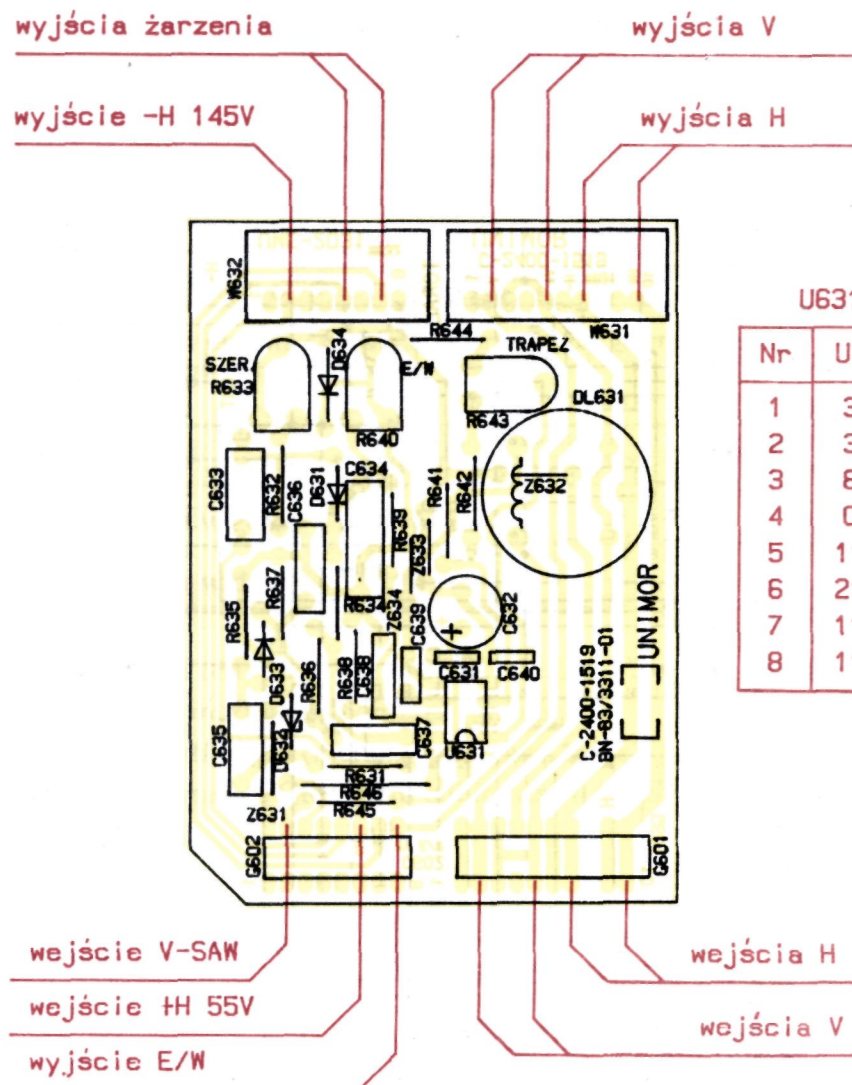 wyjścia żarzenia
wyjścia V
wyjście -H 145V
wyjścia H
W632
W631
U631
R644
D634
TRAPEZ
SZER.
R633
E/W
DL631
R643
R640
Nr
1
2
3
4
5
6
7
8
C633
R632
C636
D631
C634
R639
R641
R642
Z632
Z633
R637
R634
R635
Z634
C639
C632
+
UNIMOR
D633
R636
R638
C638
C631
C640
C-2400-1519
BN-83/3311-01
C635
D632
C637
U631
R631
R646
R645
Z631
G602
G601
wejście V-SAW
wejścia H
wejście +H 55V
wejścia V
wyjście E/W